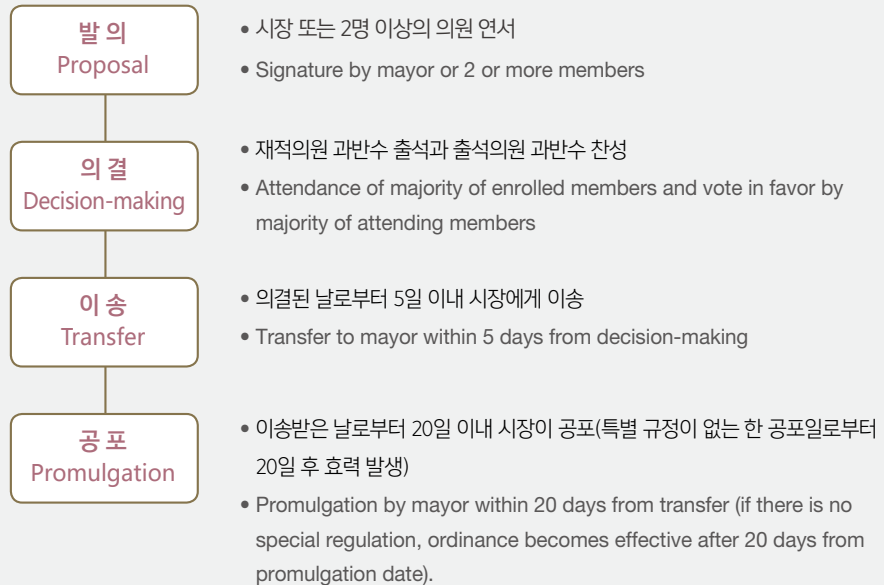 발 의
Proposal
• 시장 또는 2명 이상의 의원 연서
• Signature by mayor or 2 or more members
의 결
Decision-making
• 재적의원 과반수 출석과 출석의원 과반수 찬성
• Attendance of majority of enrolled members and vote in favor by
majority of attending members
이 송
Transfer
• 의결된 날로부터 5일 이내 시장에게 이송
• Transfer to mayor within 5 days from decision-making
공 포
Promulgation
• 이송받은 날로부터 20일 이내 시장이 공포(특별 규정이 없는 한 공포일로부터
20일 후 효력 발생)
• Promulgation by mayor within 20 days from transfer (if there is no
special regulation, ordinance becomes effective after 20 days from
promulgation date).